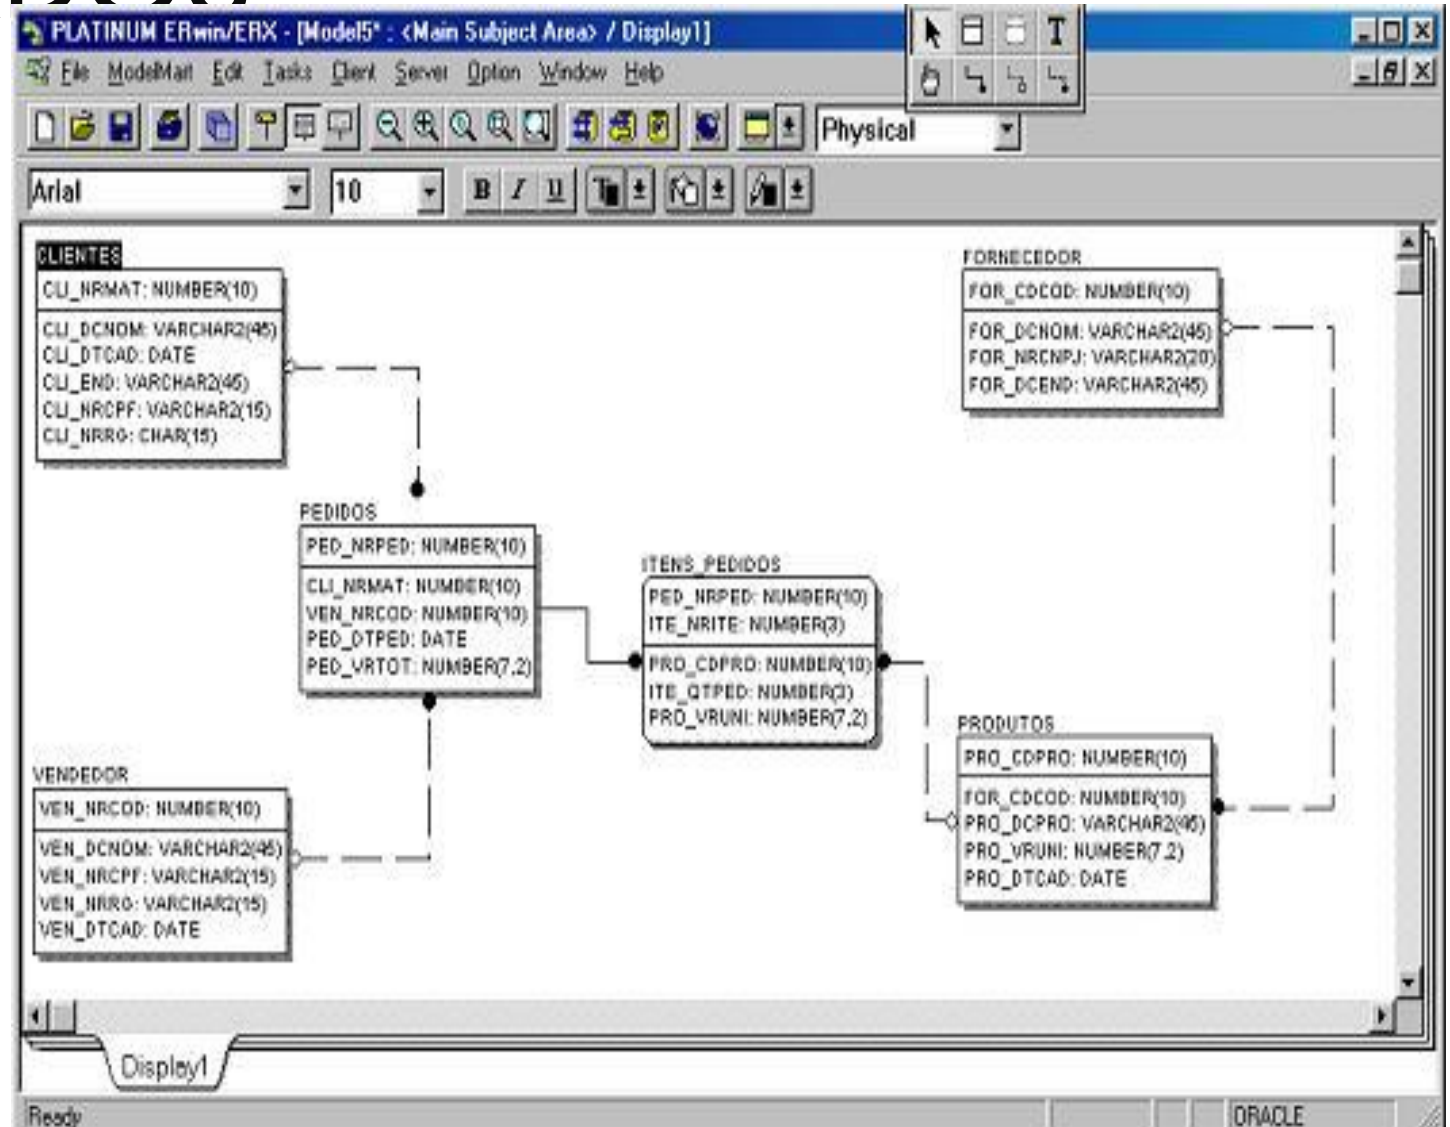 PLATINUM ERwin/ERX - [Model5* : <Main Subject Area> / Display1]
File ModelMart Edit Tasks Client Server Option Window Help
T
Physical
Arial
10
B I U
CLIENTES
CLI_NRMAT: NUMBER(10)
CLI_DCNOM: VARCHAR2(45)
CLI_DTCAD: DATE
CLI_END: VARCHAR2(45)
CLI_NRCPF: VARCHAR2(15)
CLI_NRRG: CHAR(15)
FORNECEDOR
FOR_CDCOD: NUMBER(10)
FOR_DCNOM: VARCHAR2(45)
FOR_NRCNPJ: VARCHAR2(20)
FOR_DCEND: VARCHAR2(45)
PEDIDOS
PED_NRPED: NUMBER(10)
CLI_NRMAT: NUMBER(10)
VEN_NRCOD: NUMBER(10)
PED_DTPED: DATE
PED_VRTOT: NUMBER(7,2)
ITENS_PEDIDOS
PED_NRPED: NUMBER(10)
ITE_NRITE: NUMBER(3)
PRO_CDPRO: NUMBER(10)
ITE_QTPED: NUMBER(3)
PRO_VRUNI: NUMBER(7,2)
PRODUTOS
PRO_CDPRO: NUMBER(10)
FOR_CDCOD: NUMBER(10)
PRO_DCPRO: VARCHAR2(45)
PRO_VRUNI: NUMBER(7,2)
PRO_DTCAD: DATE
VENDEDOR
VEN_NRCOD: NUMBER(10)
VEN_DCNOM: VARCHAR2(45)
VEN_NRCPF: VARCHAR2(15)
VEN_NRRG: VARCHAR2(15)
VEN_DTCAD: DATE
Display1
Ready
ORACLE